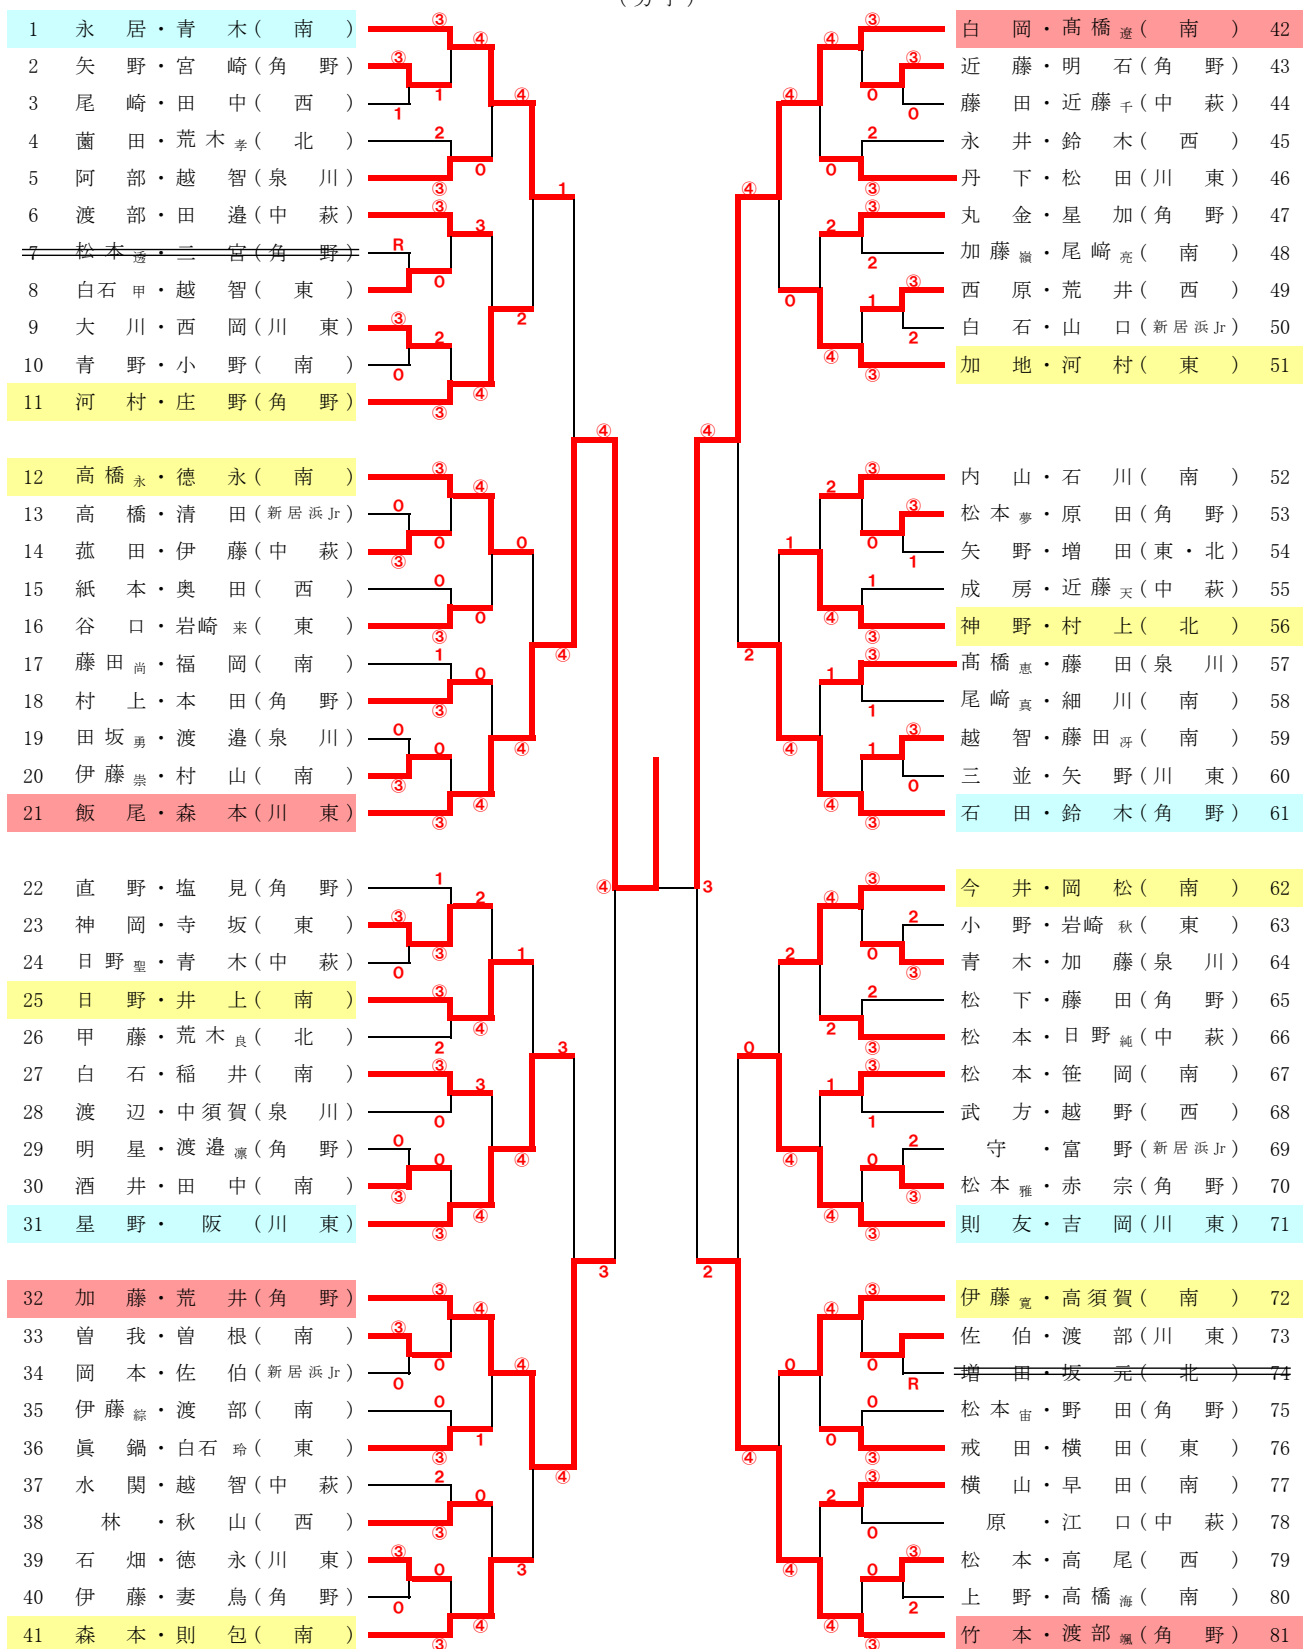 1 永居・青木(南)
2 矢野・宮崎(角野)
3 尾崎・田中(西)
4 薗田・荒木孝(北)
5 阿部・越智(泉川)
6 渡部・田邉(中萩)
7 松本透・二宮(角野)
8 白石甲・越智(東)
9 大川・西岡(川東)
10 青野・小野(南)
11 河村・庄野(角野)
12 高橋永・德永(南)
13 高橋・清田(新居浜Jr)
14 菰田・伊藤(中萩)
15 紙本・奥田(西)
16 谷口・岩崎来(東)
17 藤田尚・福岡(南)
18 村上・本田(角野)
19 田坂勇・渡邉(泉川)
20 伊藤崇・村山(南)
21 飯尾・森本(川東)
22 直野・塩見(角野)
23 神岡・寺坂(東)
24 日野聖・青木(中萩)
25 日野・井上(南)
26 甲藤・荒木良(北)
27 白石・稲井(南)
28 渡辺・中須賀(泉川)
29 明星・渡邉凛(角野)
30 酒井・田中(南)
31 星野・阪(川東)
32 加藤・荒井(角野)
33 曽我・曽根(南)
34 岡本・佐伯(新居浜Jr)
35 伊藤綜・渡部(南)
36 眞鍋・白石玲(東)
37 水関・越智(中萩)
38 林・秋山(西)
39 石畑・徳永(川東)
40 伊藤・妻鳥(角野)
41 森本・則包(南)
白岡・髙橋遼(南) 42
近藤・明石(角野) 43
藤田・近藤千(中萩) 44
永井・鈴木(西) 45
丹下・松田(川東) 46
丸金・星加(角野) 47
加藤嶺・尾﨑亮(南) 48
西原・荒井(西) 49
白石・山口(新居浜Jr) 50
加地・河村(東) 51
内山・石川(南) 52
松本夢・原田(角野) 53
矢野・増田(東・北) 54
成房・近藤天(中萩) 55
神野・村上(北) 56
髙橋恵・藤田(泉川) 57
尾﨑真・細川(南) 58
越智・藤田冴(南) 59
三並・矢野(川東) 60
石田・鈴木(角野) 61
今井・岡松(南) 62
小野・岩崎秋(東) 63
青木・加藤(泉川) 64
松下・藤田(角野) 65
松本・日野純(中萩) 66
松本・笹岡(南) 67
武方・越野(西) 68
守・富野(新居浜Jr) 69
松本雅・赤宗(角野) 70
則友・吉岡(川東) 71
伊藤寛・高須賀(南) 72
佐伯・渡部(川東) 73
増田・坂元(北) 74
松本宙・野田(角野) 75
戒田・横田(東) 76
横山・早田(南) 77
原・江口(中萩) 78
松本・高尾(西) 79
上野・高橋海(南) 80
竹本・渡部颯(角野) 81